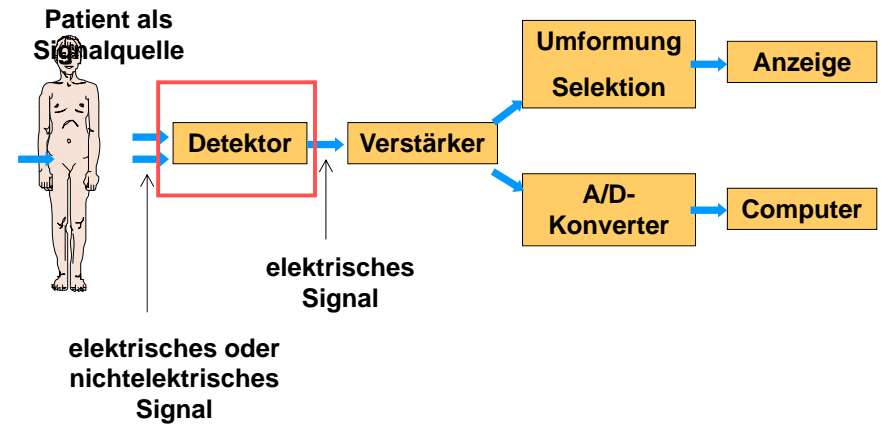 Patient als
Signalquelle
Detektor
Verstärker
Umformung
Selektion
Anzeige
A/D-
Konverter
Computer
elektrisches
Signal
elektrisches oder
nichtelektrisches
Signal